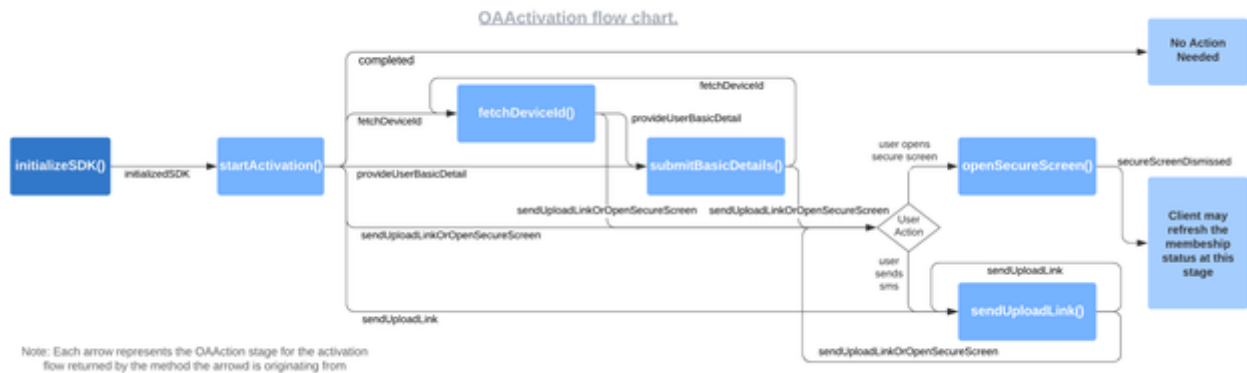 OAActivation flow chart.
No Action
Needed
completed
fetchDeviceId
fetchDeviceId()
fetchDeviceId
provideUserBasicDetail
user opens
secure screen
initializeSDK()
initializedSDK
startActivation()
provideUserBasicDetail
submitBasicDetails()
openSecureScreen()
secureScreenDismissed
sendUploadLinkOrOpenSecureScreen
sendUploadLinkOrOpenSecureScreen
sendUploadLinkOrOpenSecureScreen
User
Action
Client may
refresh the
membeship
status at this
stage
user
sends
sms
sendUploadLink
sendUploadLink()
sendUploadLink
sendUploadLinkOrOpenSecureScreen
Note: Each arrow represents the OAAction stage for the activation
flow returned by the method the arrowd is originating from